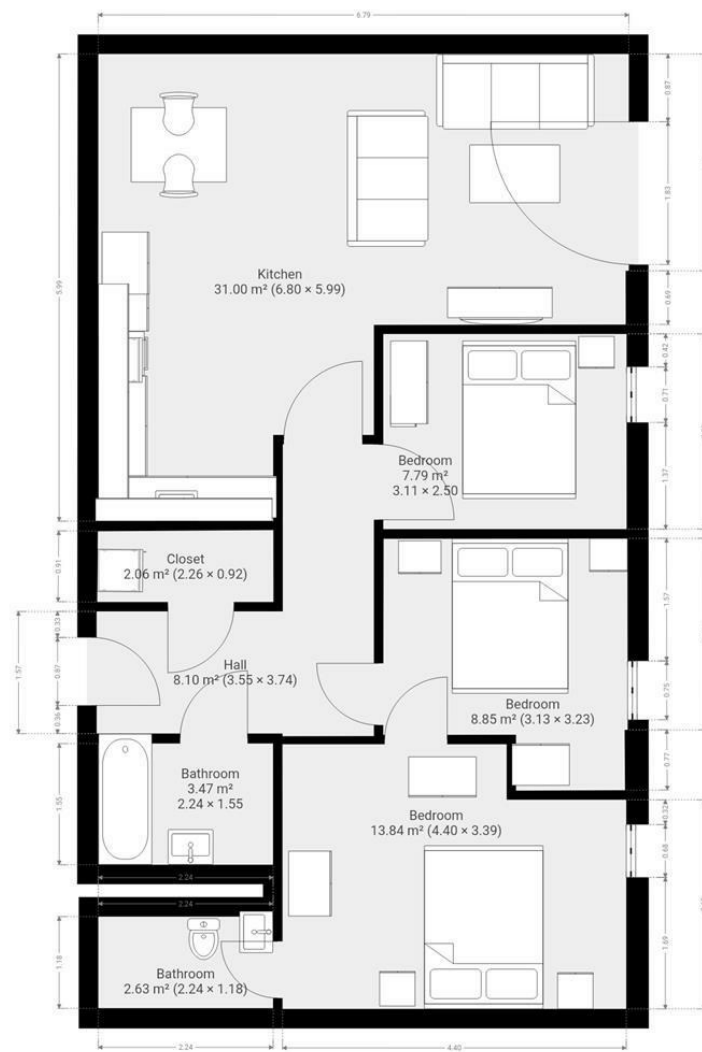 6.79
0.87
1.83
Kitchen
31.00 m² (6.80 × 5.99)
5.99
0.69
0.42
0.71
Bedroom
7.79 m²
3.11 × 2.50
1.37
Closet
2.06 m² (2.26 × 0.92)
0.91
1.57
0.33
1.57
0.87
Hall
8.10 m² (3.55 × 3.74)
0.75
Bedroom
8.85 m² (3.13 × 3.23)
0.36
0.77
Bathroom
3.47 m²
2.24 × 1.55
1.55
Bedroom
13.84 m² (4.40 × 3.39)
0.32
0.68
2.24
2.24
1.69
1.18
Bathroom
2.63 m² (2.24 × 1.18)
2.24
4.40